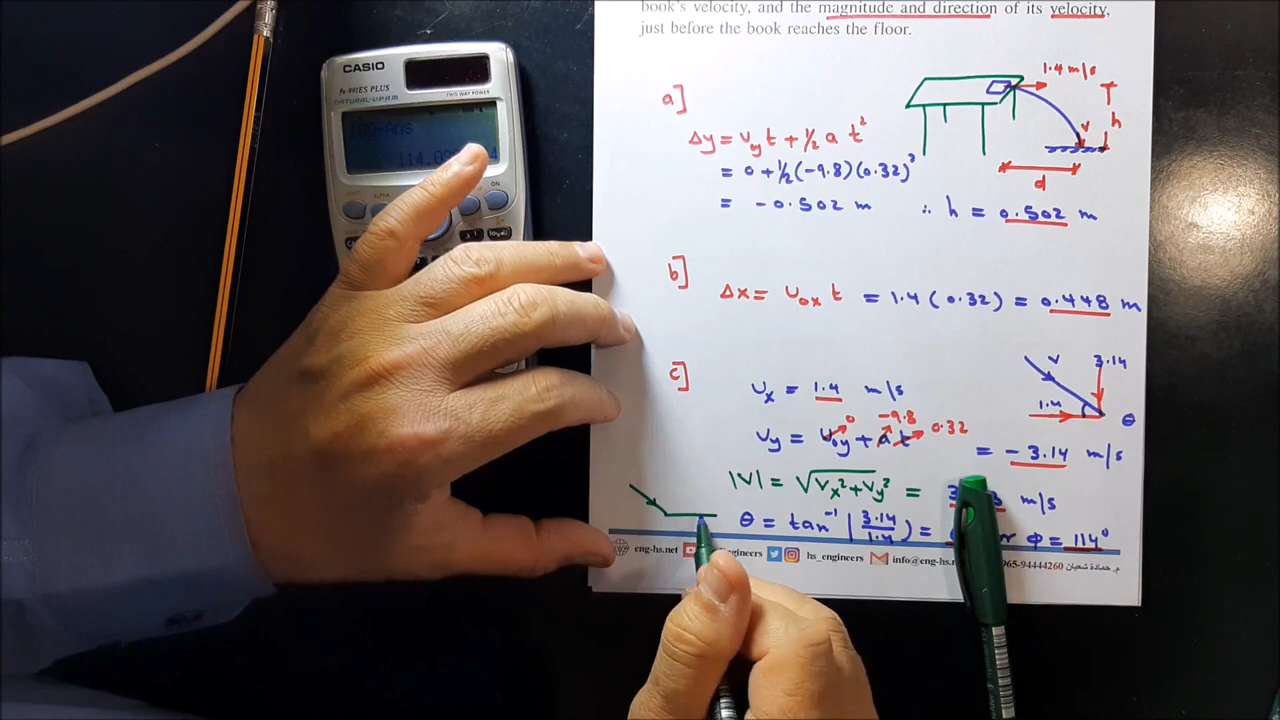 book's velocity, and the magnitude and direction of its velocity,
just before the book reaches the floor.
CASIO
fx-991ES PLUS
NATURAL-V.P.A.M.
TWO WAY POWER
ALPHA
ON
a]
1.4 m/s
h
v
d
Δy = v₀y t + 1/2 a t²
= 0 + 1/2 (-9.8) (0.32)²
= -0.502 m ∴ h = 0.502 m
b]
Δx = v₀x t = 1.4 (0.32) = 0.448 m
c]
v 3.14
1.4 θ
vx = 1.4 m/s
0 -9.8 0.32
vy = v₀y + a t = -3.14 m/s
|V| = √Vx² + Vy² = m/s
θ = tan⁻¹ | 3.14/1.4 ) = or φ = 114°
eng-hs.net hs_engineers
م. حمادة شعبان